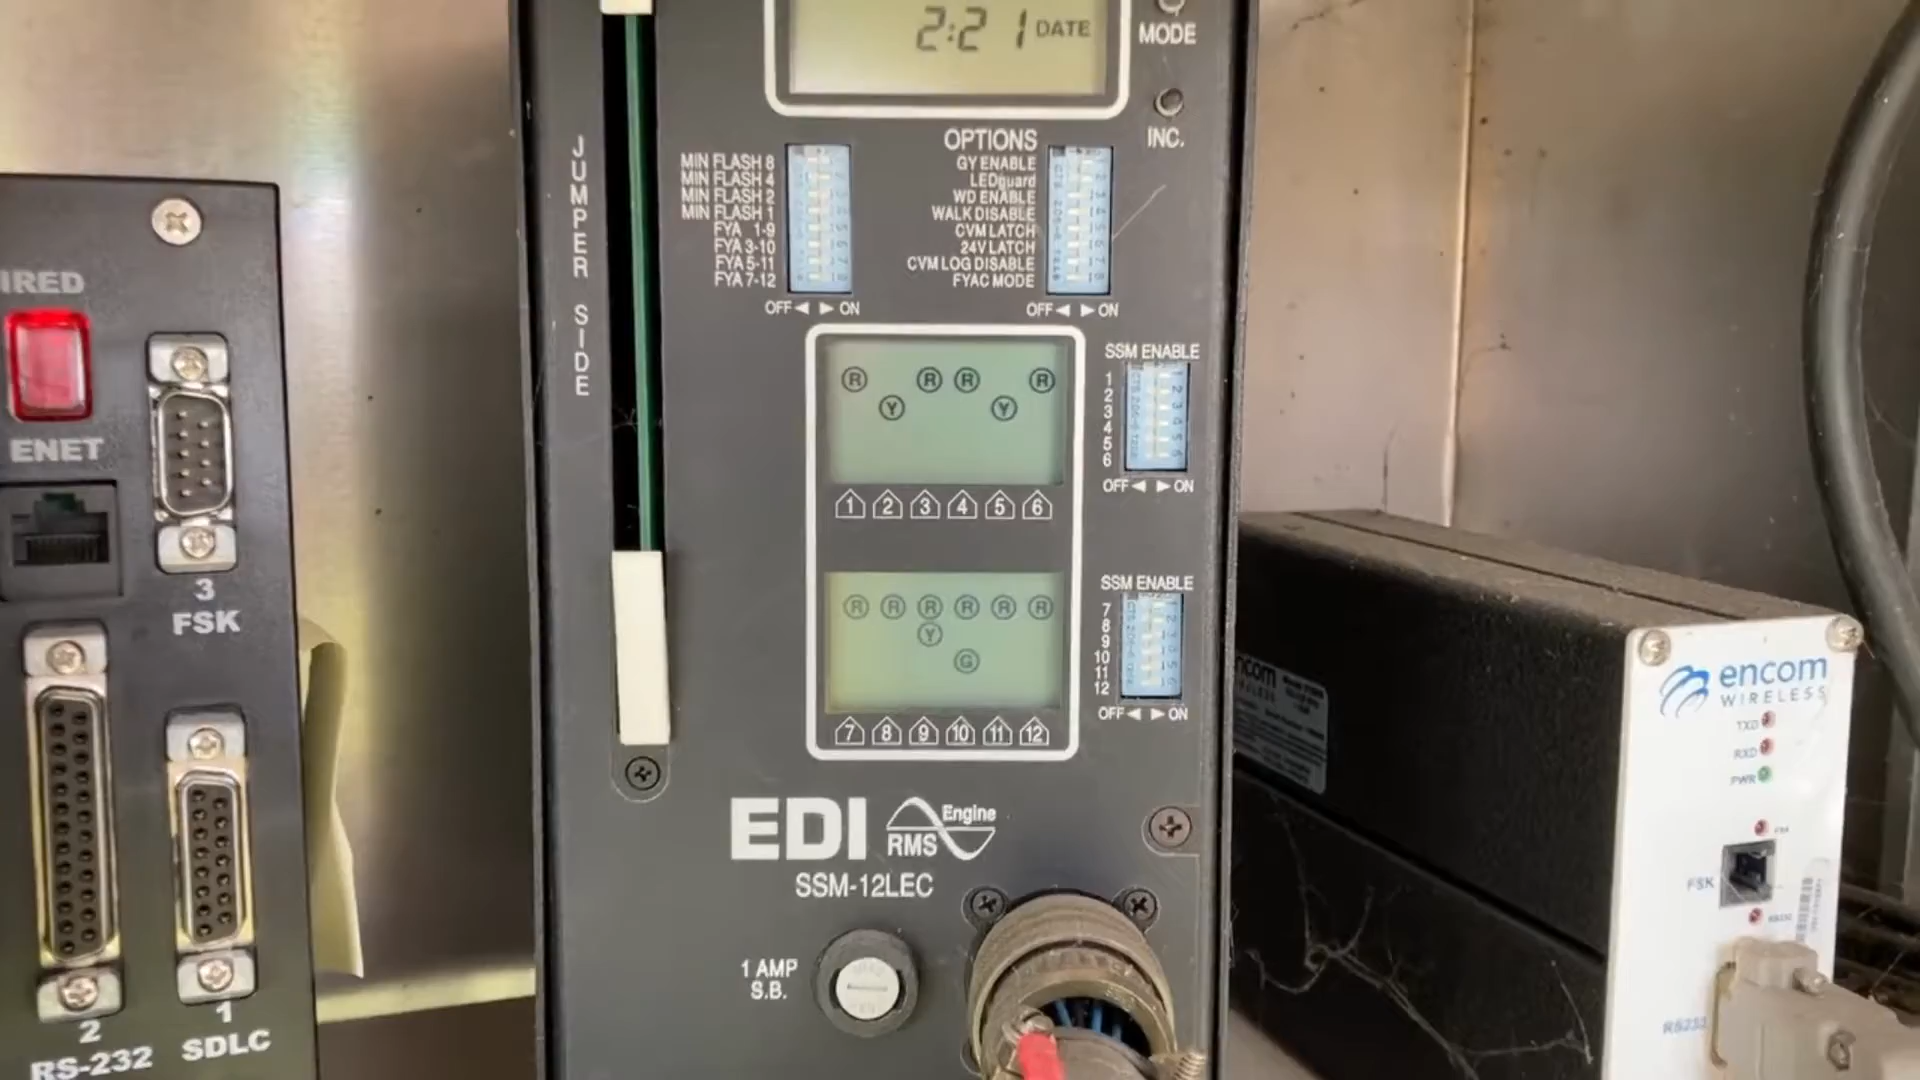 2:21 DATE
MODE
INC.
JUMPER SIDE
OPTIONS
MIN FLASH 8
MIN FLASH 4
MIN FLASH 2
MIN FLASH 1
FYA 1-9
FYA 3-10
FYA 5-11
FYA 7-12
OFF ◄ ► ON
GY ENABLE
LEDguard
WD ENABLE
WALK DISABLE
CVM LATCH
24V LATCH
CVM LOG DISABLE
FYAC MODE
OFF ◄ ► ON
R R R R
Y Y
1 2 3 4 5 6
SSM ENABLE
1
2
3
4
5
6
OFF ◄ ► ON
R R R R R R
Y
G
7 8 9 10 11 12
SSM ENABLE
7
8
9
10
11
12
OFF ◄ ► ON
EDI
Engine
RMS
SSM-12LEC
1 AMP
S.B.
IRED
ENET
3
FSK
2
RS-232
1
SDLC
encom
WIRELESS
TXD
RXD
PWR
FSK
RS232